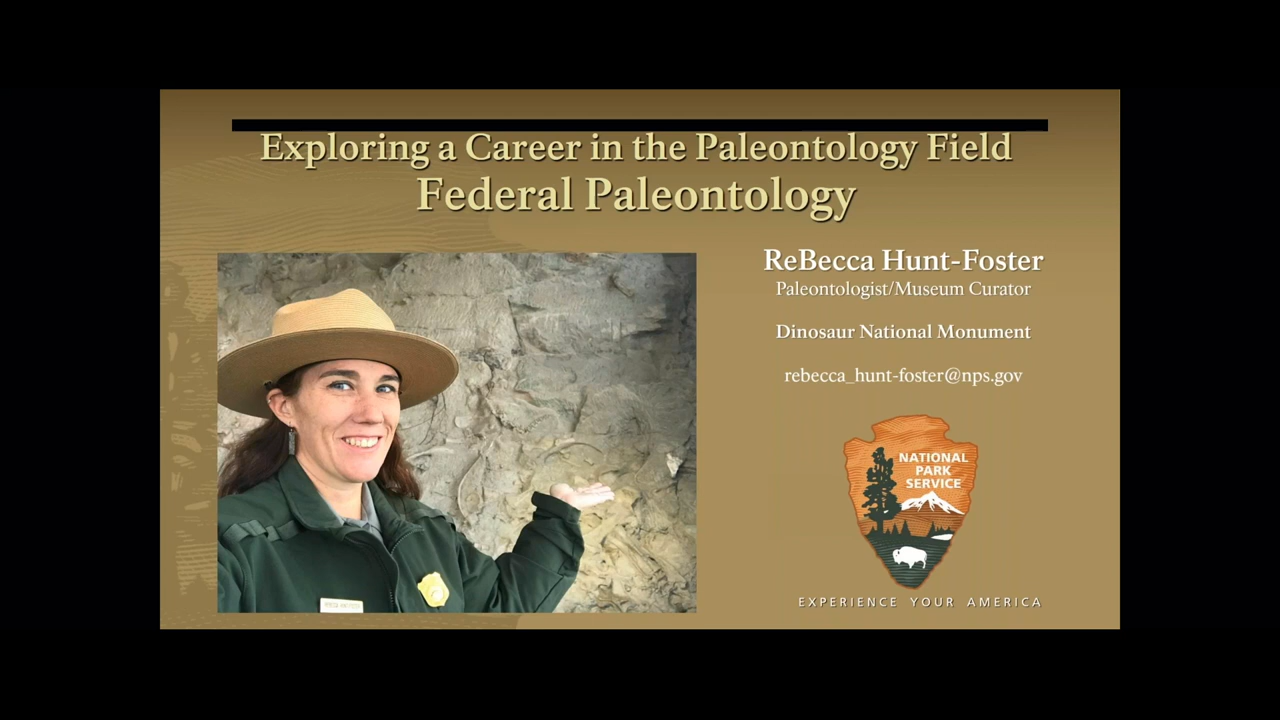 Exploring a Career in the Paleontology Field
Federal Paleontology
ReBecca Hunt-Foster
Paleontologist/Museum Curator
Dinosaur National Monument
rebecca_hunt-foster@nps.gov
NATIONAL
PARK
SERVICE
EXPERIENCE YOUR AMERICA